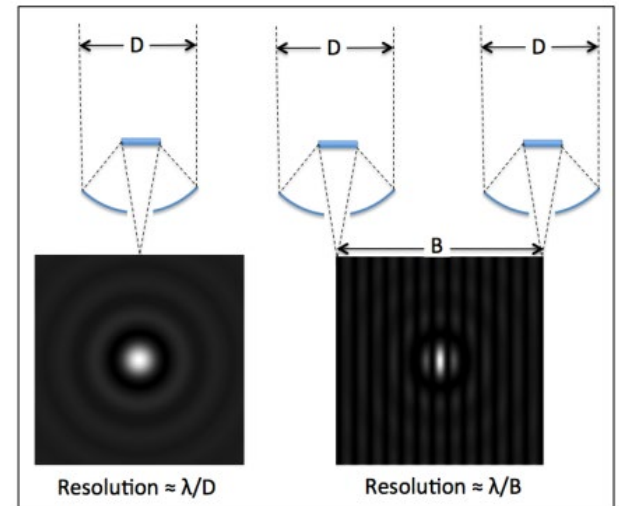 D
D
D
B
Resolution ≈ λ/D
Resolution ≈ λ/B